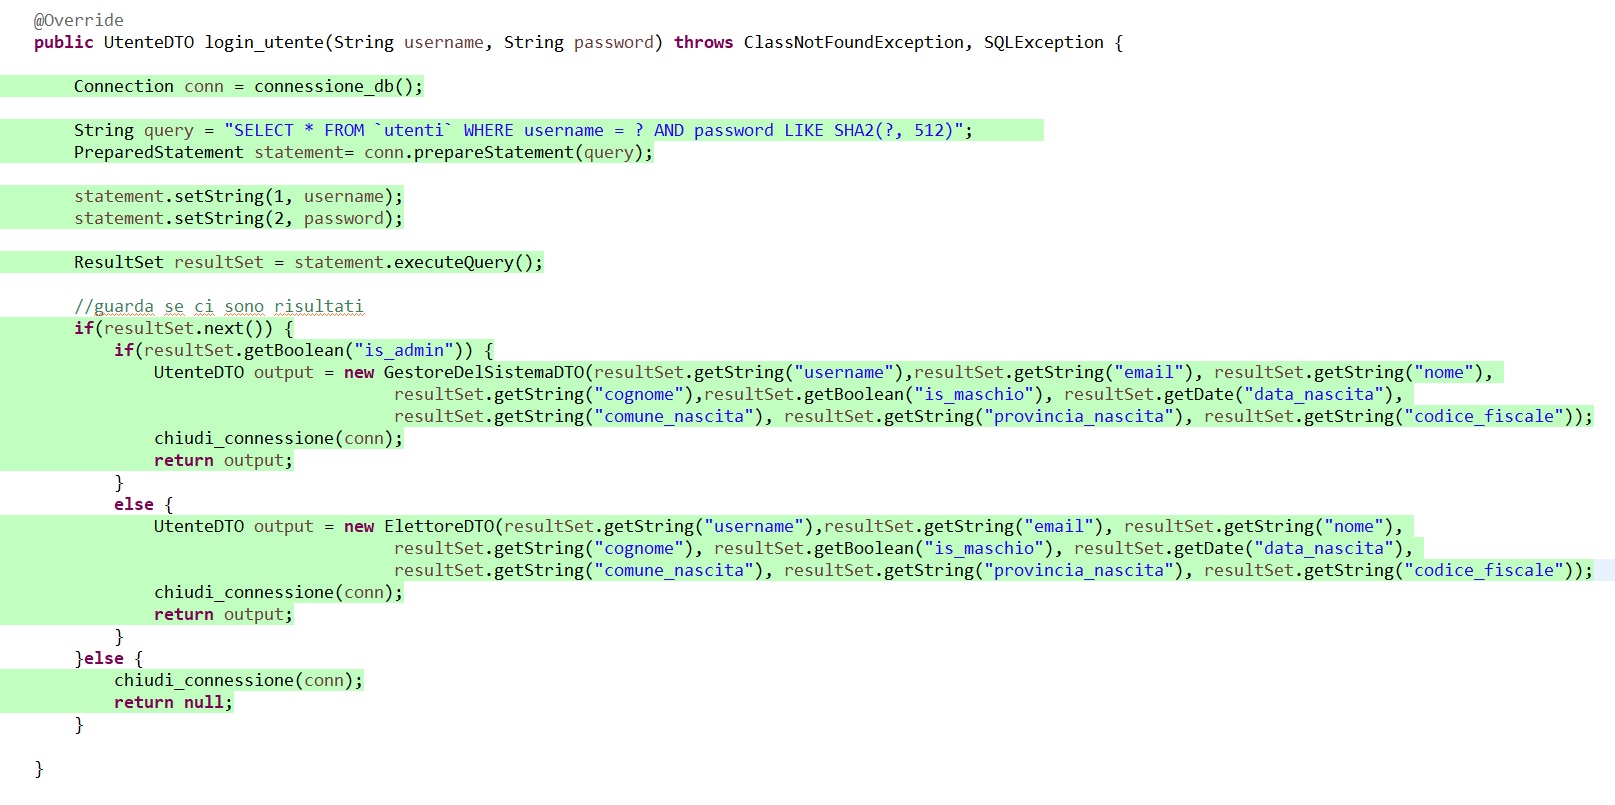 @Override
public UtenteDTO login_utente(String username, String password) throws ClassNotFoundException, SQLException {
Connection conn = connessione_db();
String query = "SELECT * FROM `utenti` WHERE username = ? AND password LIKE SHA2(?, 512)";
PreparedStatement statement= conn.prepareStatement(query);
statement.setString(1, username);
statement.setString(2, password);
ResultSet resultSet = statement.executeQuery();
//guarda se ci sono risultati
if(resultSet.next()) {
if(resultSet.getBoolean("is_admin")) {
UtenteDTO output = new GestoreDelSistemaDTO(resultSet.getString("username"),resultSet.getString("email"), resultSet.getString("nome"),
resultSet.getString("cognome"),resultSet.getBoolean("is_maschio"), resultSet.getDate("data_nascita"),
resultSet.getString("comune_nascita"), resultSet.getString("provincia_nascita"), resultSet.getString("codice_fiscale"));
chiudi_connessione(conn);
return output;
}
else {
UtenteDTO output = new ElettoreDTO(resultSet.getString("username"),resultSet.getString("email"), resultSet.getString("nome"),
resultSet.getString("cognome"), resultSet.getBoolean("is_maschio"), resultSet.getDate("data_nascita"),
resultSet.getString("comune_nascita"), resultSet.getString("provincia_nascita"), resultSet.getString("codice_fiscale"));
chiudi_connessione(conn);
return output;
}
}else {
chiudi_connessione(conn);
return null;
}
}